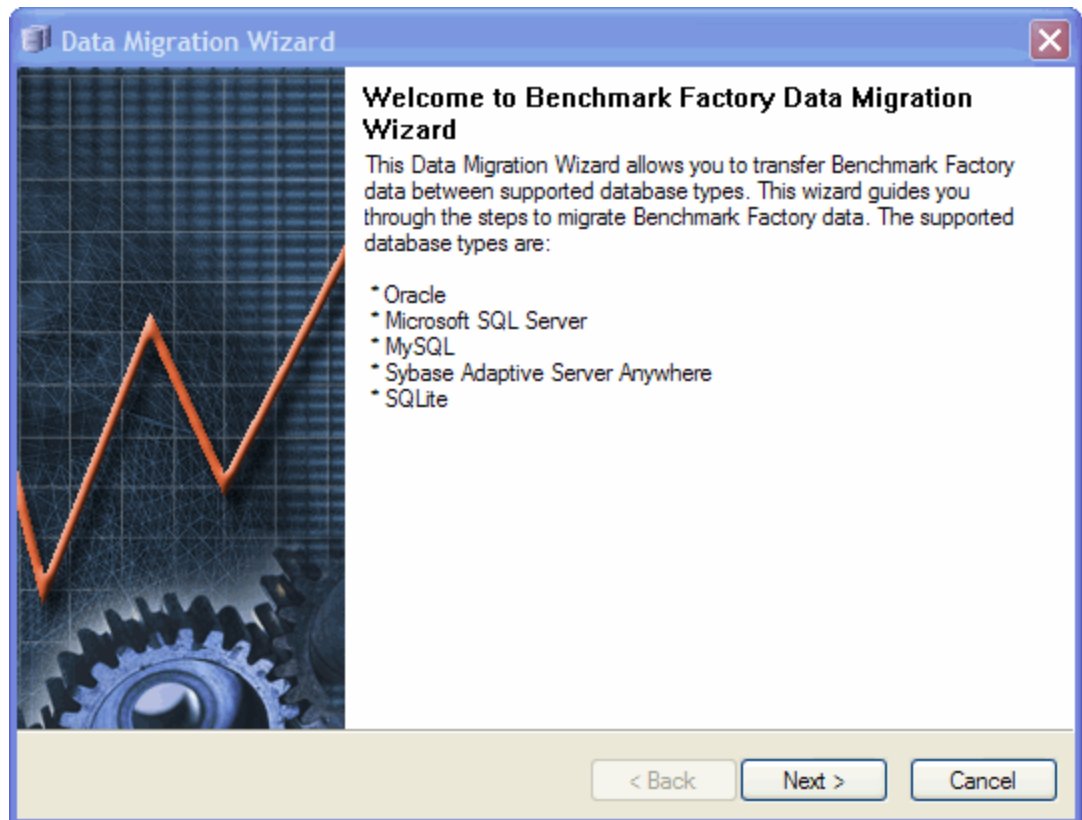 Data Migration Wizard
Welcome to Benchmark Factory Data Migration
Wizard
This Data Migration Wizard allows you to transfer Benchmark Factory
data between supported database types. This wizard guides you
through the steps to migrate Benchmark Factory data. The supported
database types are:
* Oracle
* Microsoft SQL Server
* MySQL
* Sybase Adaptive Server Anywhere
* SQLite
< Back Next > Cancel